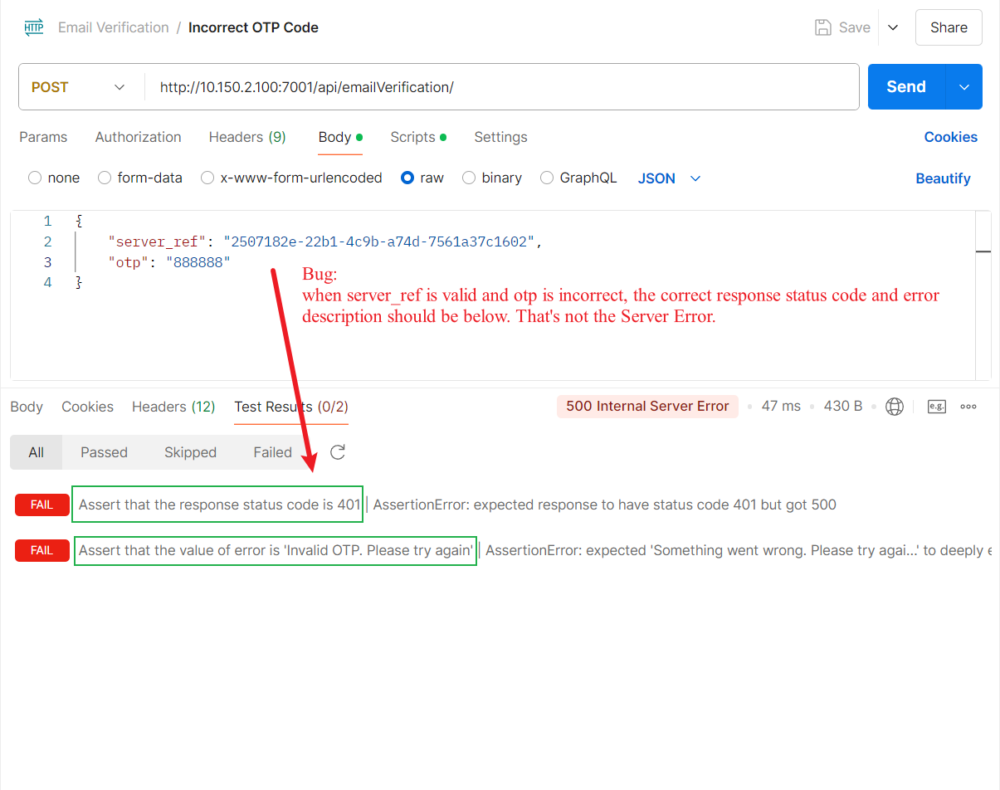 HTTP Email Verification / Incorrect OTP Code Save Share
POST http://10.150.2.100:7001/api/emailVerification/ Send
Params Authorization Headers (9) Body Scripts Settings Cookies
none form-data x-www-form-urlencoded raw binary GraphQL JSON Beautify
1 {
2 "server_ref": "2507182e-22b1-4c9b-a74d-7561a37c1602",
3 "otp": "888888"
4 }
Bug:
when server_ref is valid and otp is incorrect, the correct response status code and error
description should be below. That's not the Server Error.
Body Cookies Headers (12) Test Results (0/2) 500 Internal Server Error 47 ms 430 B e.g.
All Passed Skipped Failed
FAIL Assert that the response status code is 401 | AssertionError: expected response to have status code 401 but got 500
FAIL Assert that the value of error is 'Invalid OTP. Please try again' | AssertionError: expected 'Something went wrong. Please try agai...' to deeply e